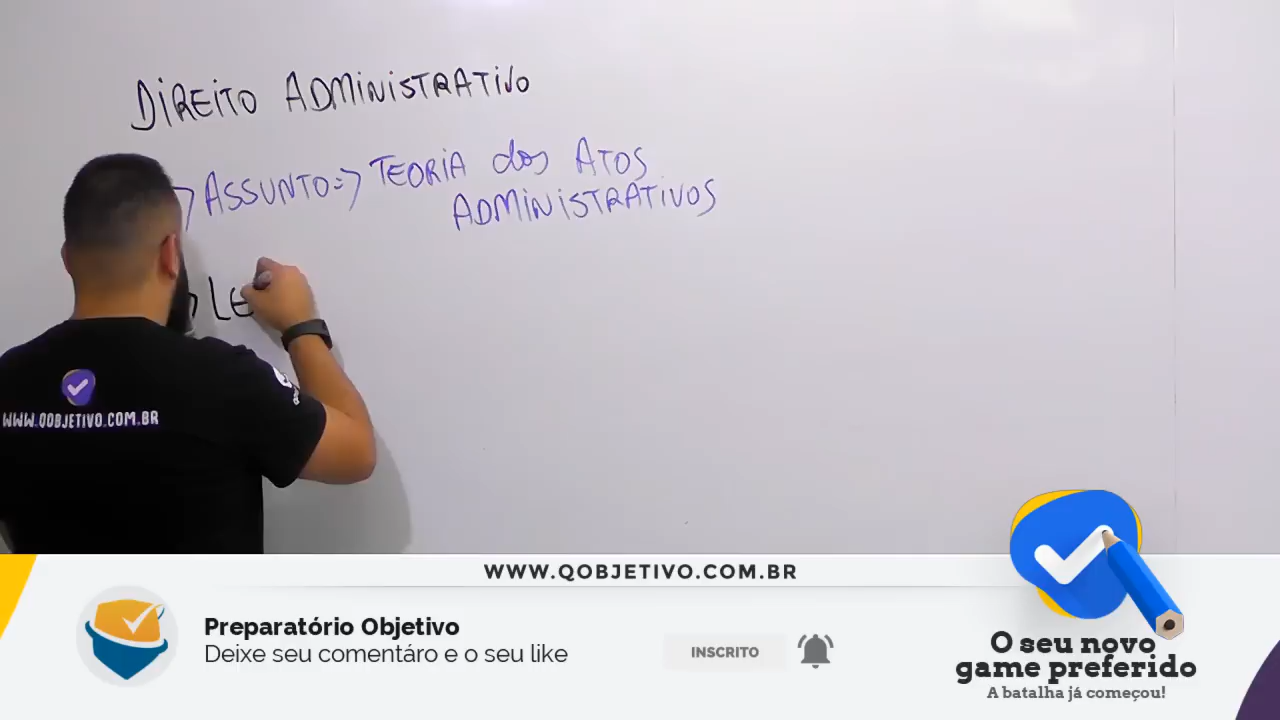 DIREITO ADMINISTRATIVO
ASSUNTO => TEORIA dos ATOS
ADMINISTRATIVOS
LE
WWW.QOBJETIVO.COM.BR
WWW.QOBJETIVO.COM.BR
Preparatório Objetivo
Deixe seu comentáro e o seu like
INSCRITO
O seu novo
game preferido
A batalha já começou!